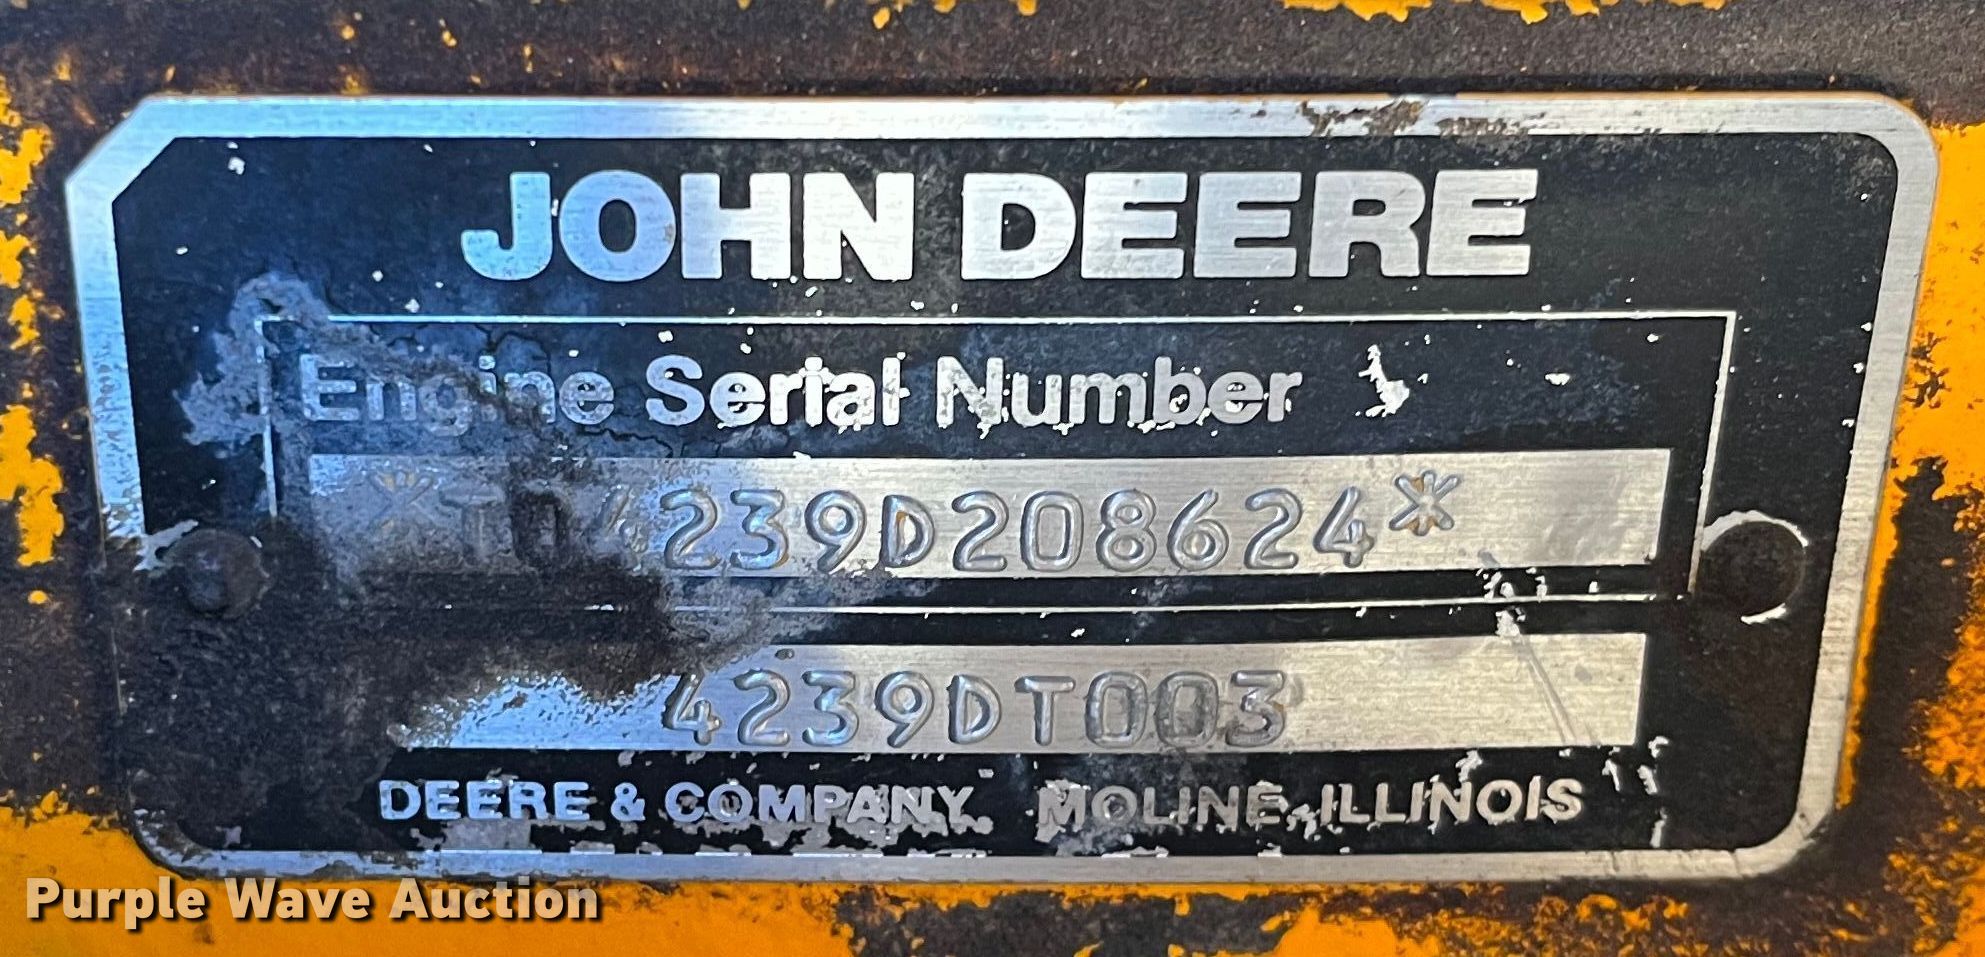 JOHN DEERE
Engine Serial Number
*T04239D208624*
4239DT003
DEERE & COMPANY MOLINE, ILLINOIS
Purple Wave Auction